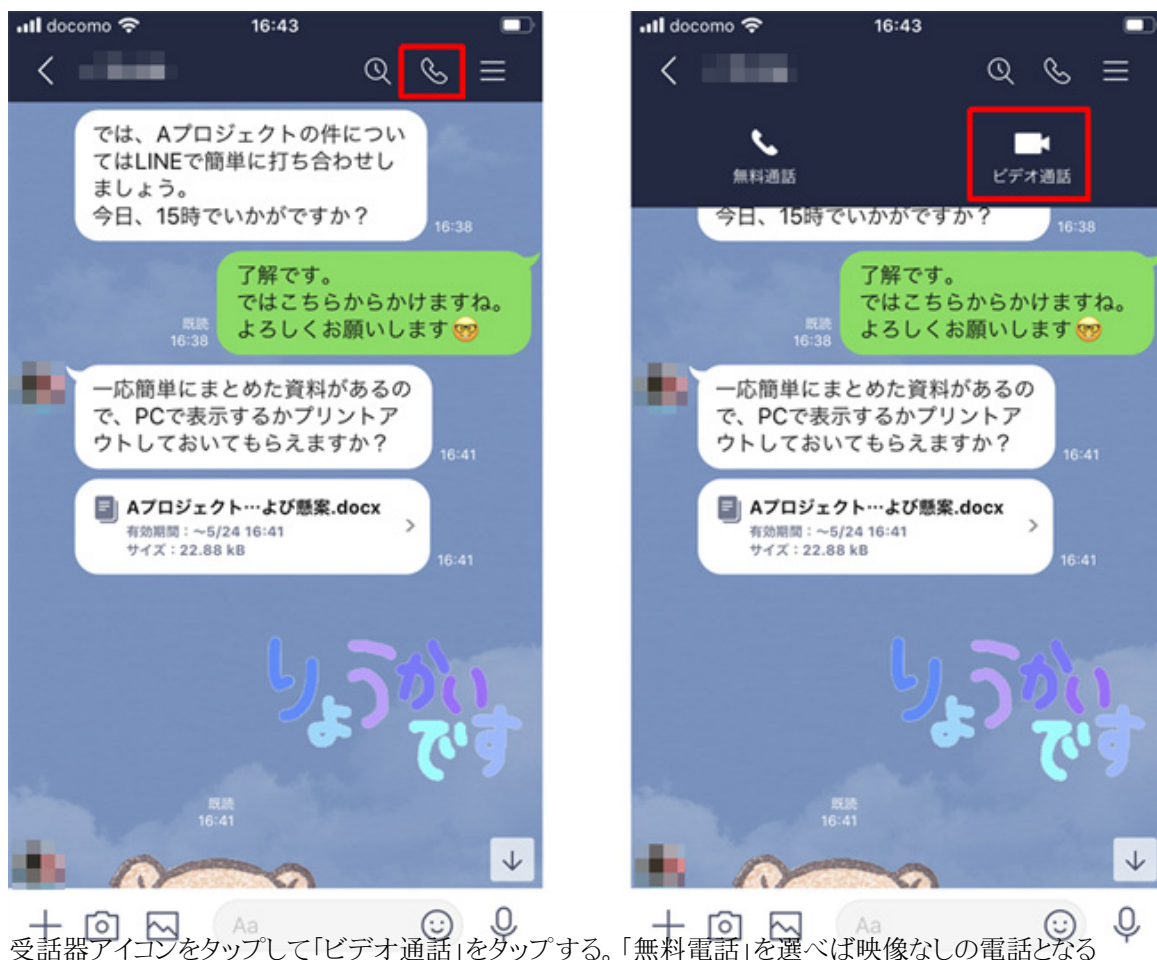 docomo 16:43
では、Aプロジェクトの件につい
てはLINEで簡単に打ち合わせし
ましょう。
今日、15時でいかがですか?
16:38
了解です。
ではこちらからかけますね。
よろしくお願いします🤓
既読
16:38
一応簡単にまとめた資料があるの
で、PCで表示するかプリントア
ウトしておいてもらえますか?
16:41
Aプロジェクト…よび懸案.docx
有効期間:~5/24 16:41
サイズ:22.88 kB
16:41
りょうかい
です
既読
16:41
Aa
docomo 16:43
無料通話
ビデオ通話
今日、15時でいかがですか?
16:38
了解です。
ではこちらからかけますね。
よろしくお願いします🤓
既読
16:38
一応簡単にまとめた資料があるの
で、PCで表示するかプリントア
ウトしておいてもらえますか?
16:41
Aプロジェクト…よび懸案.docx
有効期間:~5/24 16:41
サイズ:22.88 kB
16:41
りょうかい
です
既読
16:41
Aa
受話器アイコンをタップして「ビデオ通話」をタップする。「無料電話」を選べば映像なしの電話となる